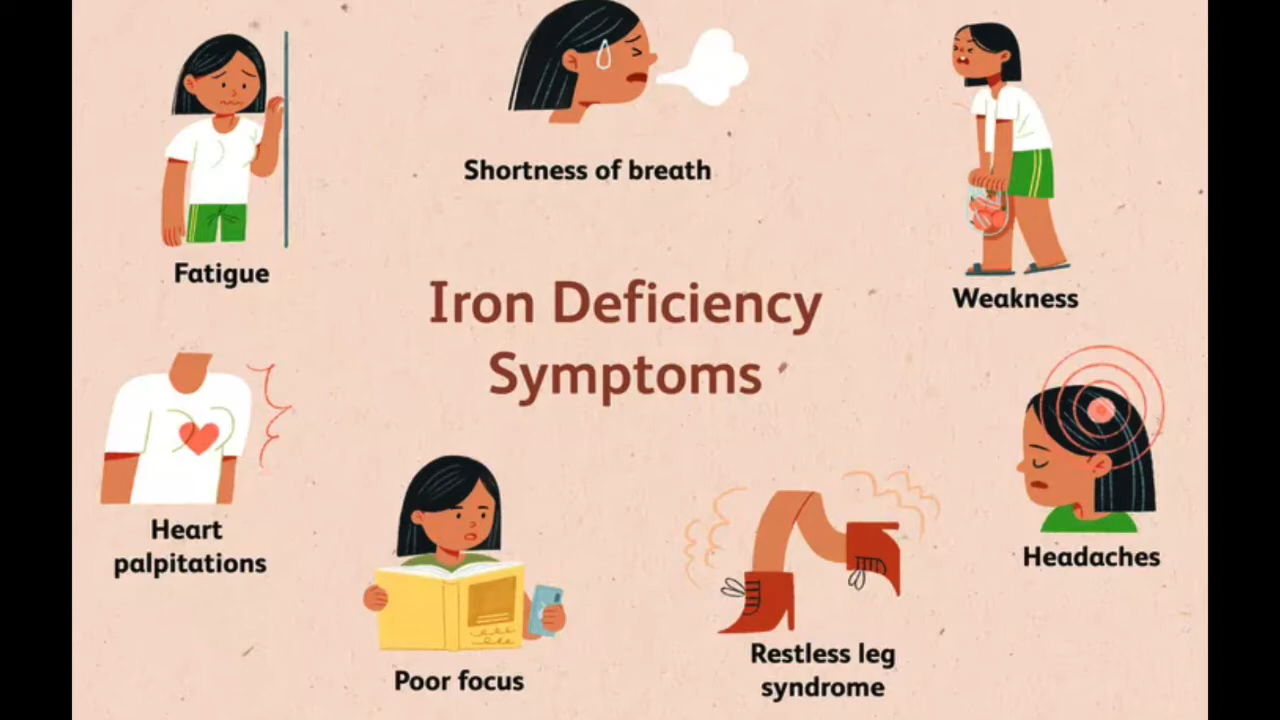 Shortness of breath
Fatigue
Weakness
Iron Deficiency
Symptoms
Heart
palpitations
Headaches
Poor focus
Restless leg
syndrome